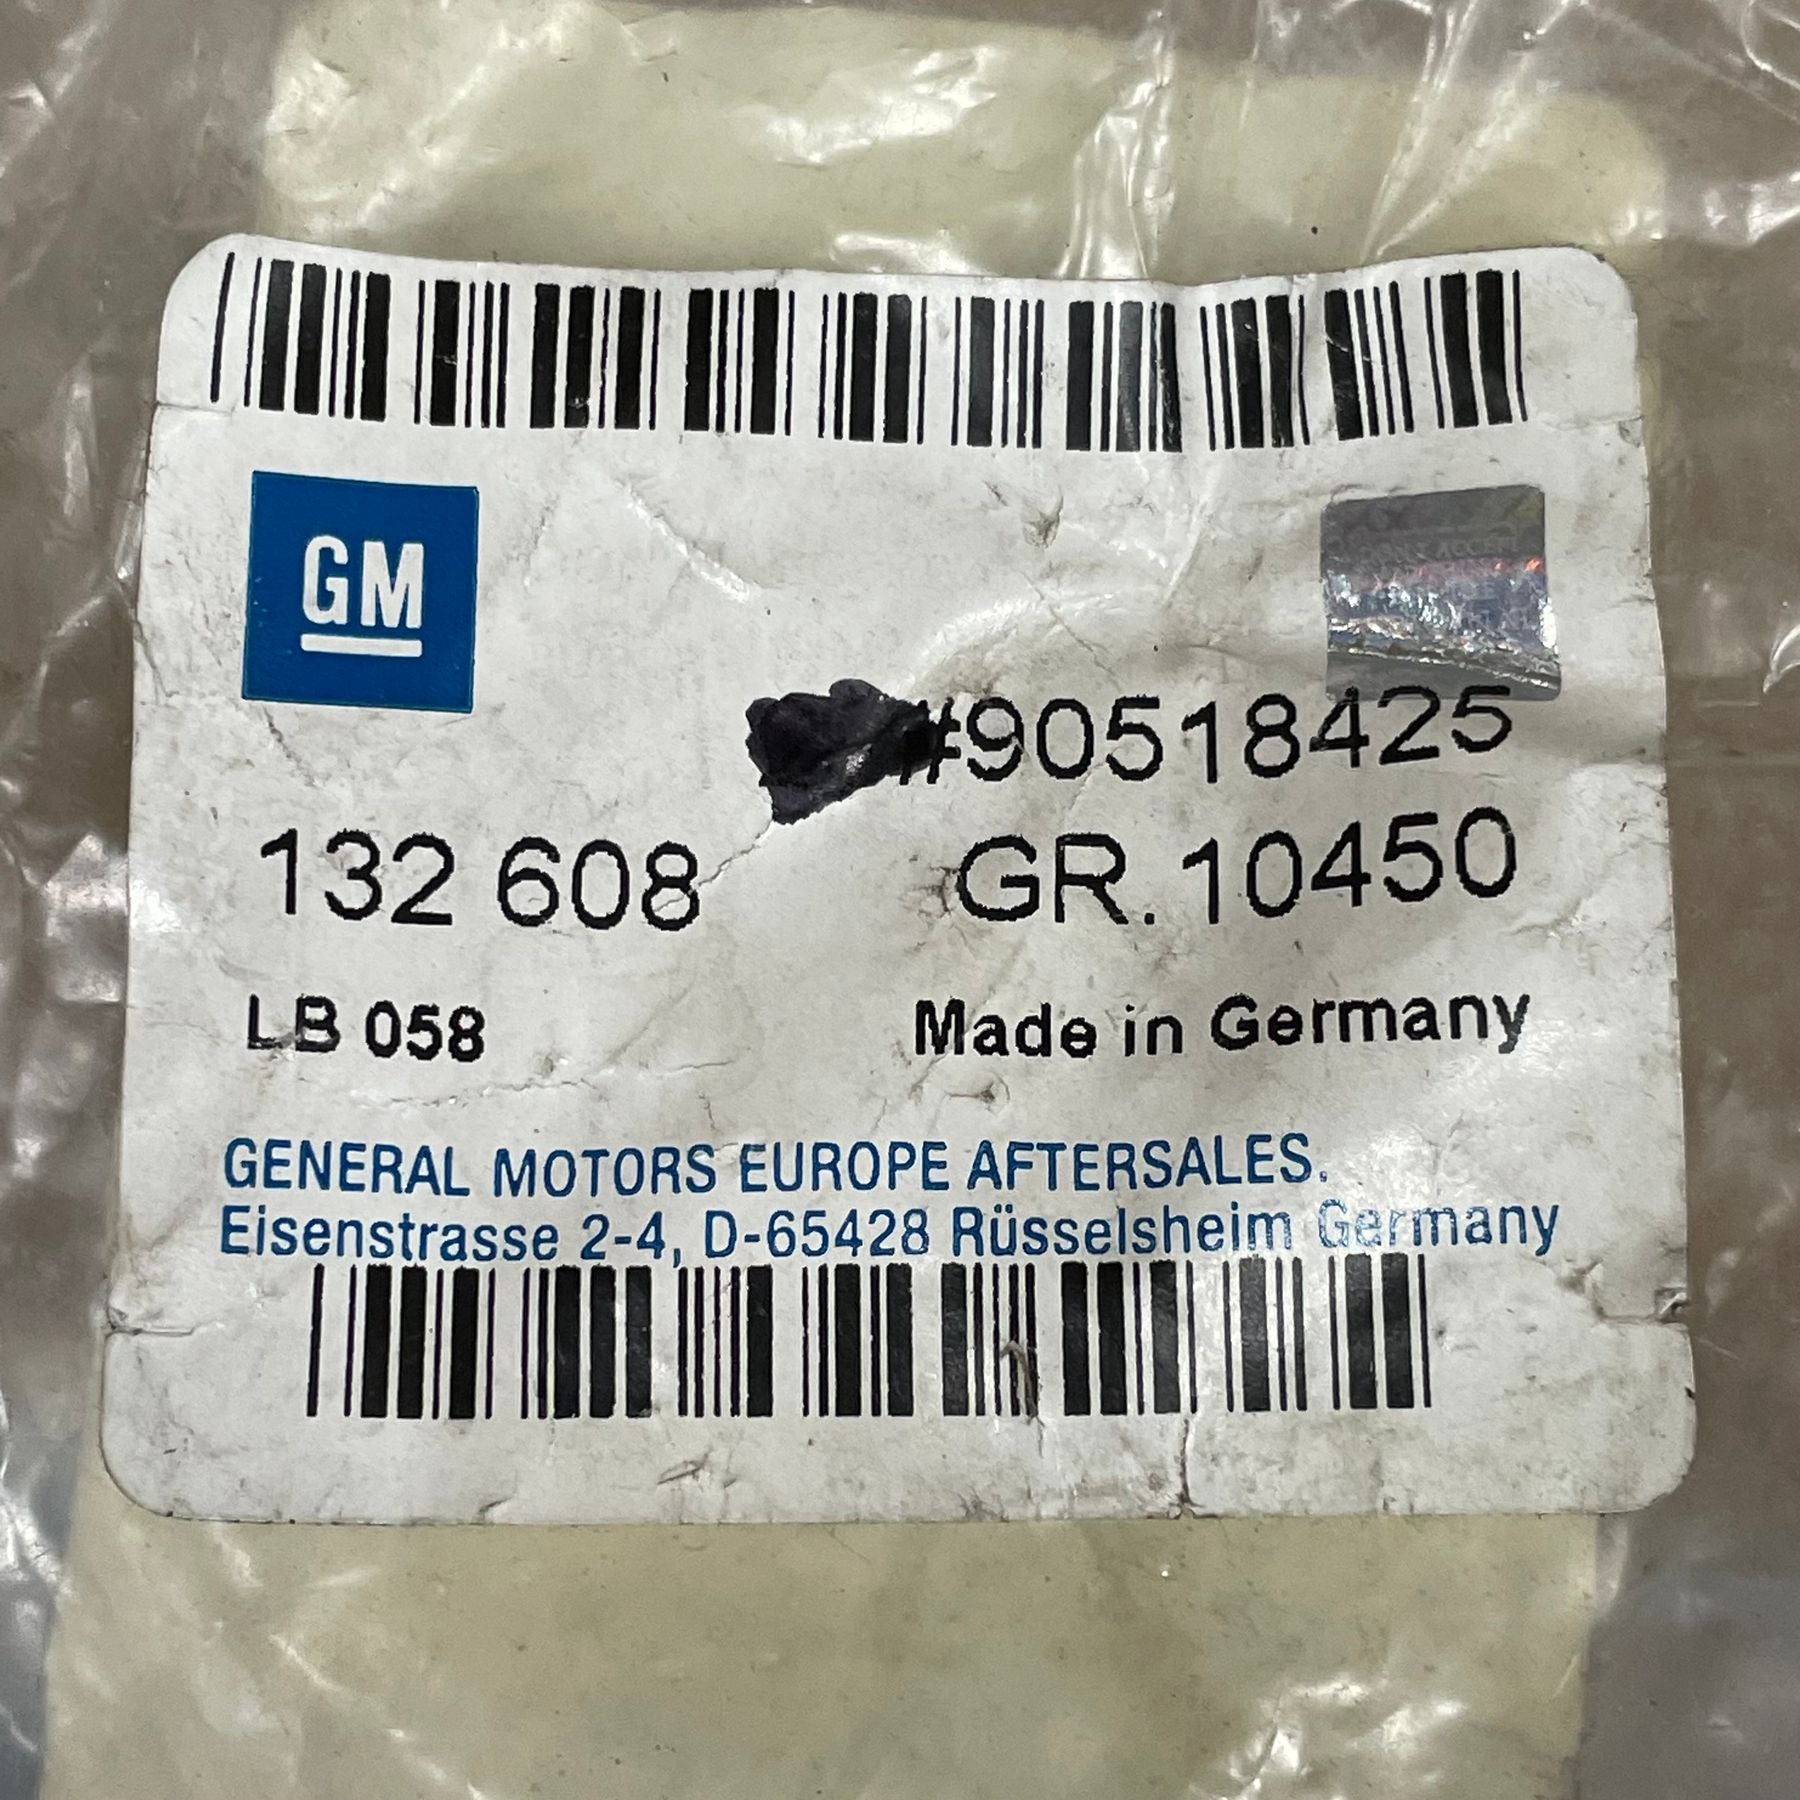 GM
#90518425
132 608 GR. 10450
LB 058 Made in Germany
GENERAL MOTORS EUROPE AFTERSALES.
Eisenstrasse 2-4, D-65428 Rüsselsheim Germany